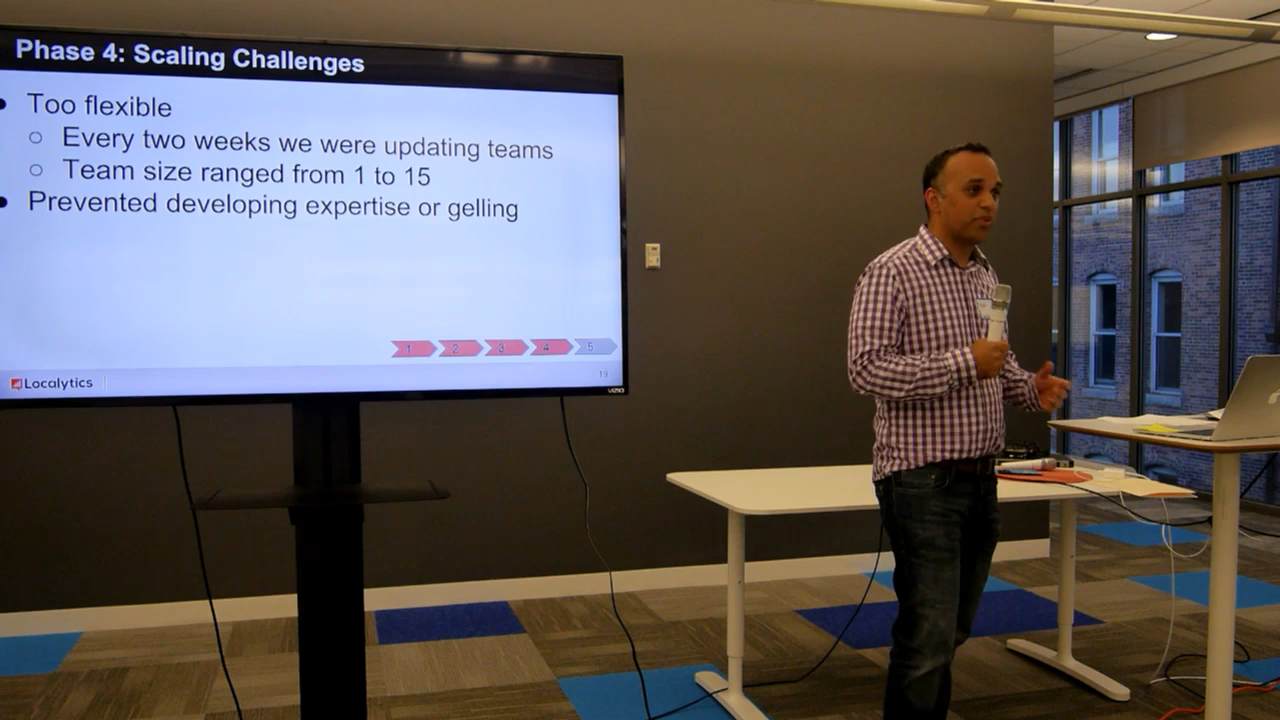 Phase 4: Scaling Challenges
● Too flexible
○ Every two weeks we were updating teams
○ Team size ranged from 1 to 15
● Prevented developing expertise or gelling
1 2 3 4 5
Localytics
19
VIZIO